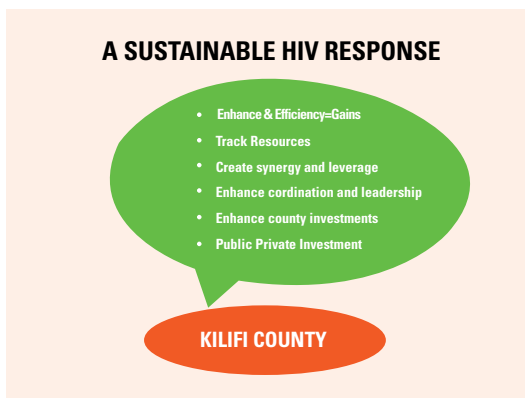 A SUSTAINABLE HIV RESPONSE
• Enhance & Efficiency=Gains
• Track Resources
• Create synergy and leverage
• Enhance cordination and leadership
• Enhance county investments
• Public Private Investment
KILIFI COUNTY